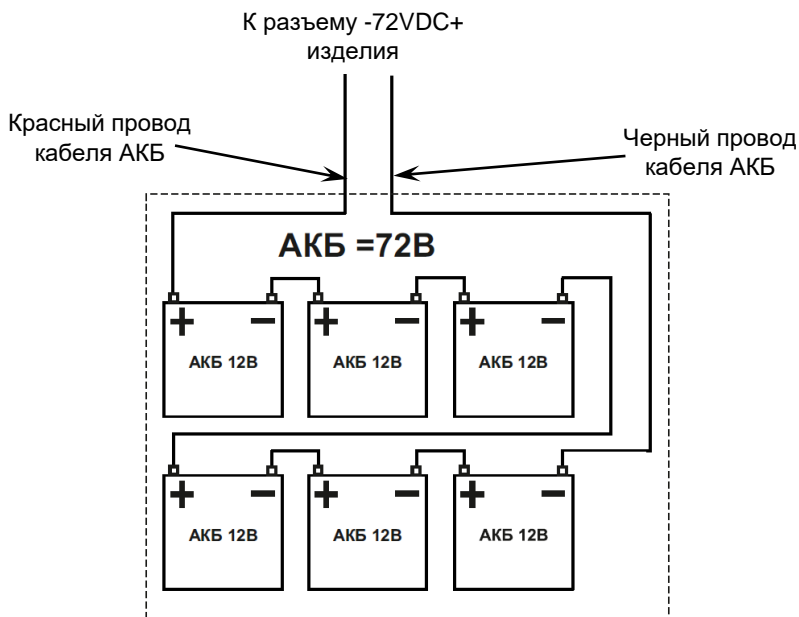 К разъему -72VDC+
изделия
Красный провод
кабеля АКБ
Черный провод
кабеля АКБ
АКБ =72В
+ − + − + −
АКБ 12В АКБ 12В АКБ 12В
+ − + − + −
АКБ 12В АКБ 12В АКБ 12В